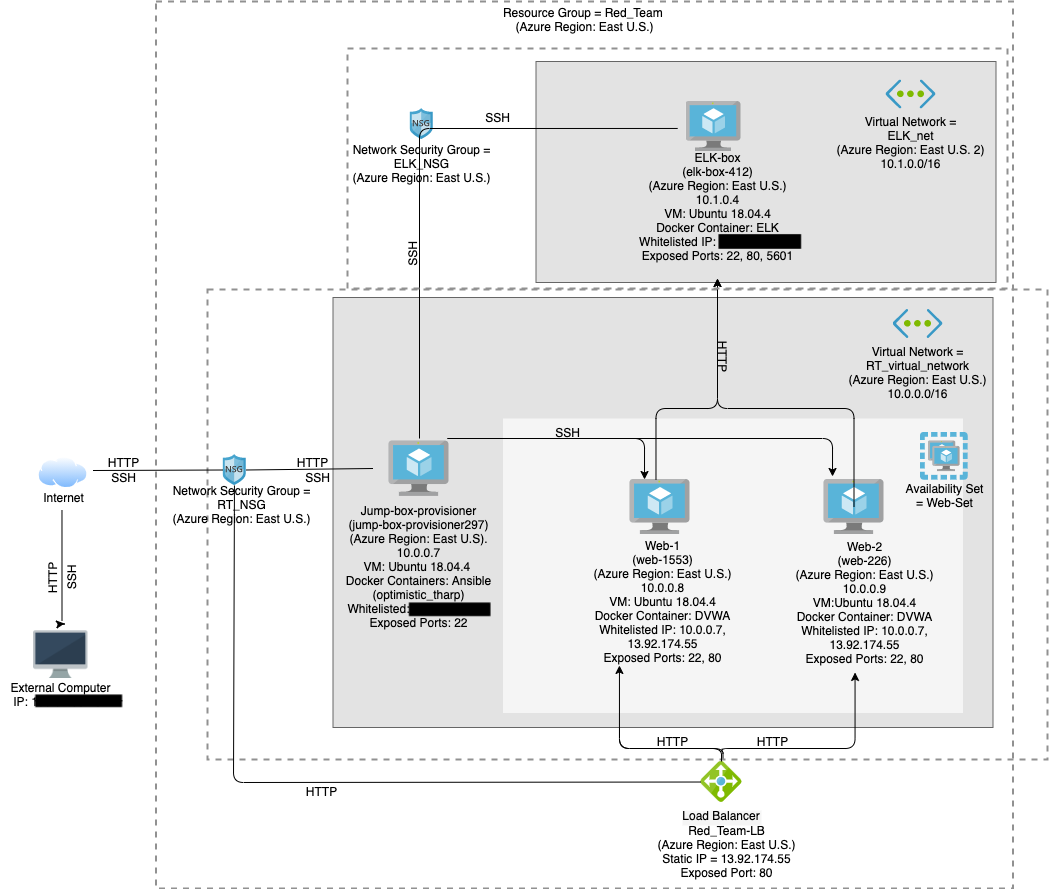 Resource Group = Red_Team
(Azure Region: East U.S.)
NSG
SSH
Network Security Group =
ELK_NSG
(Azure Region: East U.S.)
SSH
ELK-box
(elk-box-412)
(Azure Region: East U.S.)
10.1.0.4
VM: Ubuntu 18.04.4
Docker Container: ELK
Whitelisted IP:
Exposed Ports: 22, 80, 5601
Virtual Network =
ELK_net
(Azure Region: East U.S. 2)
10.1.0.0/16
HTTP
Virtual Network =
RT_virtual_network
(Azure Region: East U.S.)
10.0.0.0/16
SSH
Availability Set
= Web-Set
Internet
HTTP
SSH
NSG
Network Security Group =
RT_NSG
(Azure Region: East U.S.)
HTTP
SSH
Jump-box-provisioner
(jump-box-provisioner297)
(Azure Region: East U.S).
10.0.0.7
VM: Ubuntu 18.04.4
Docker Containers: Ansible
(optimistic_tharp)
Whitelisted:
Exposed Ports: 22
Web-1
(web-1553)
(Azure Region: East U.S.)
10.0.0.8
VM: Ubuntu 18.04.4
Docker Container: DVWA
Whitelisted IP: 10.0.0.7,
13.92.174.55
Exposed Ports: 22, 80
Web-2
(web-226)
(Azure Region: East U.S.)
10.0.0.9
VM:Ubuntu 18.04.4
Docker Container: DVWA
Whitelisted IP: 10.0.0.7,
13.92.174.55
Exposed Ports: 22, 80
HTTP
SSH
External Computer
IP:
HTTP
HTTP
HTTP
Load Balancer
Red_Team-LB
(Azure Region: East U.S.)
Static IP = 13.92.174.55
Exposed Port: 80